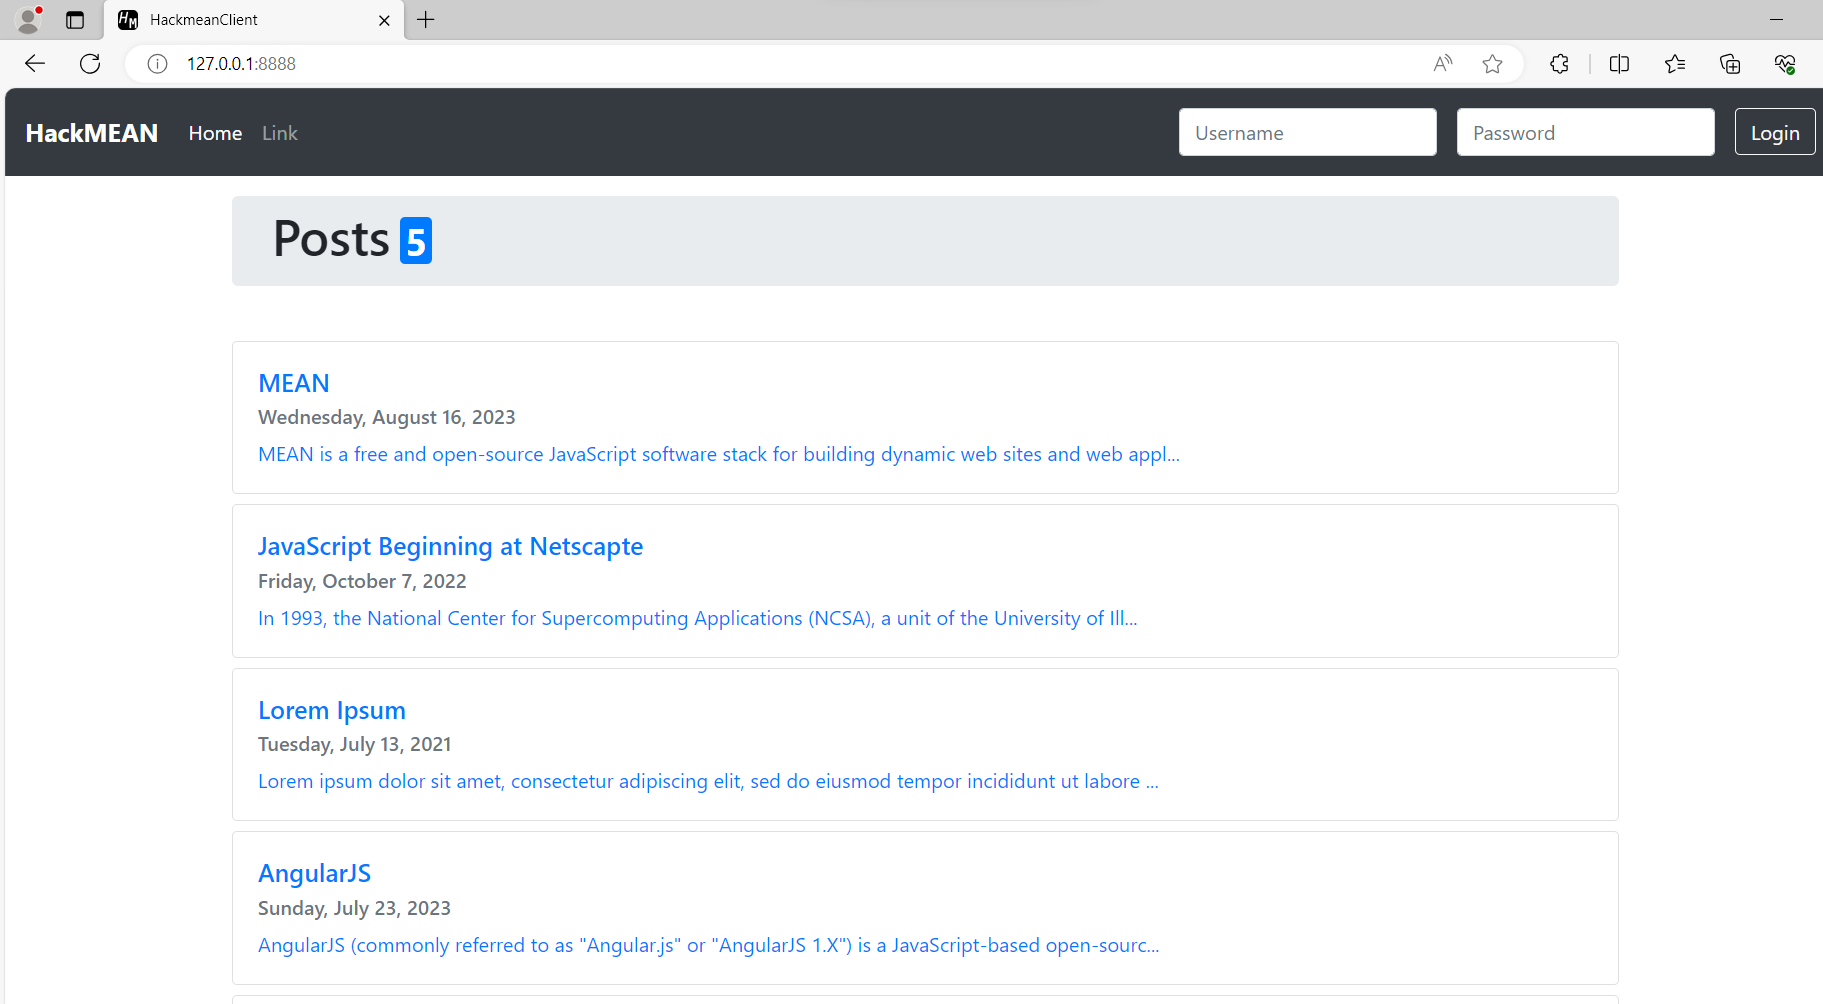 HackmeanClient
127.0.0.1:8888
HackMEAN Home Link Username Password Login
Posts 5
MEAN
Wednesday, August 16, 2023
MEAN is a free and open-source JavaScript software stack for building dynamic web sites and web appl...
JavaScript Beginning at Netscapte
Friday, October 7, 2022
In 1993, the National Center for Supercomputing Applications (NCSA), a unit of the University of Ill...
Lorem Ipsum
Tuesday, July 13, 2021
Lorem ipsum dolor sit amet, consectetur adipiscing elit, sed do eiusmod tempor incididunt ut labore ...
AngularJS
Sunday, July 23, 2023
AngularJS (commonly referred to as "Angular.js" or "AngularJS 1.X") is a JavaScript-based open-sourc...